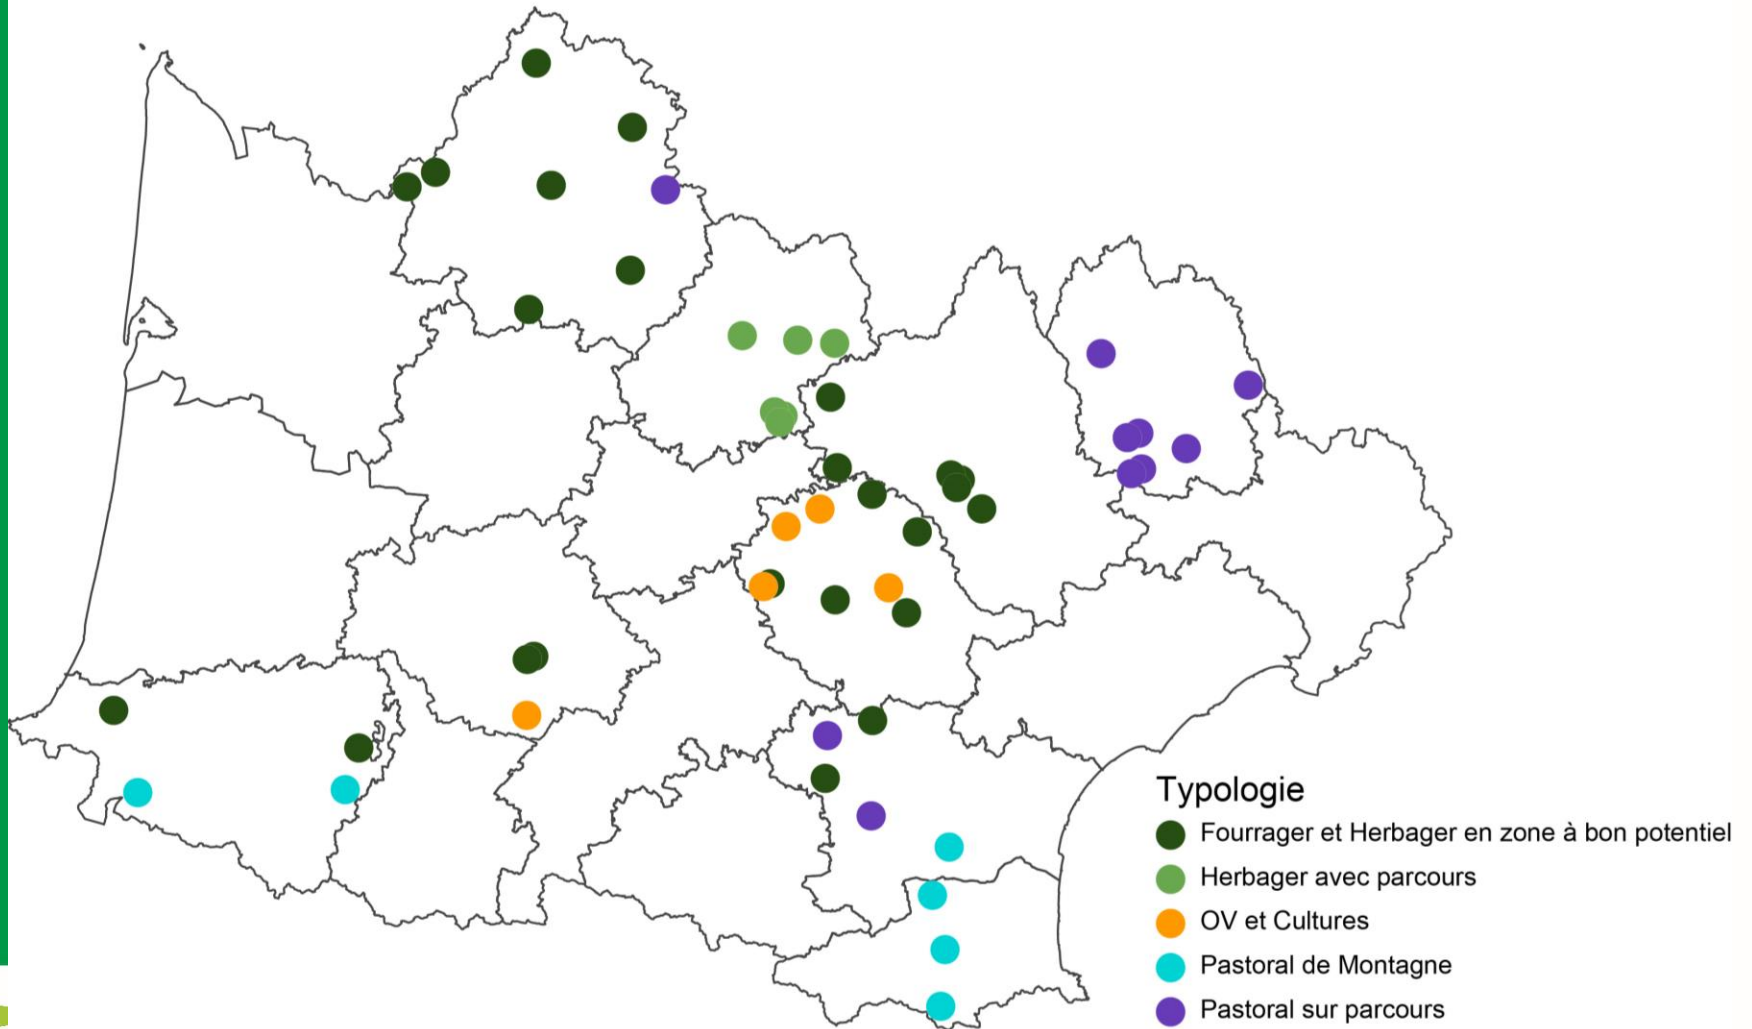 Typologie
Fourrager et Herbager en zone à bon potentiel
Herbager avec parcours
OV et Cultures
Pastoral de Montagne
Pastoral sur parcours